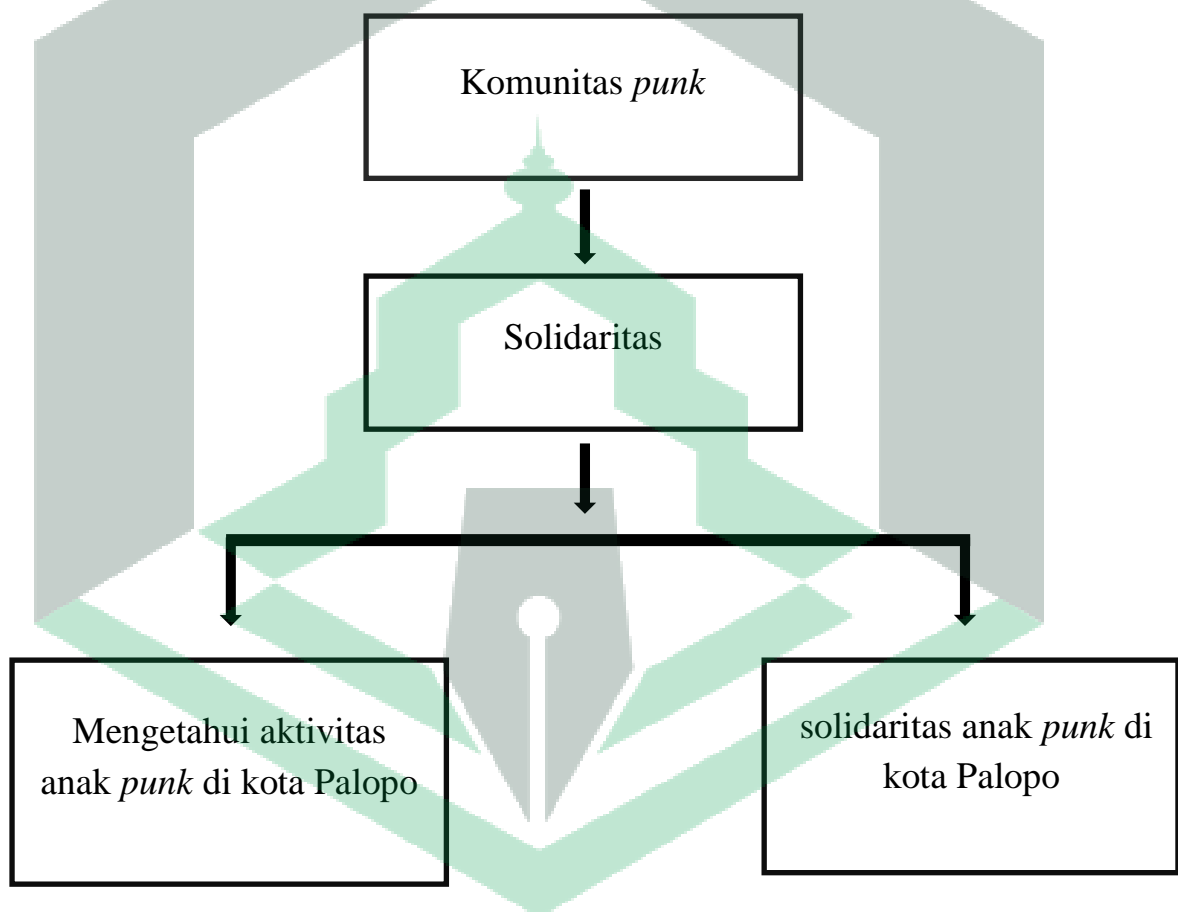 Komunitas punk
Solidaritas
Mengetahui aktivitas
anak punk di kota Palopo
solidaritas anak punk di
kota Palopo